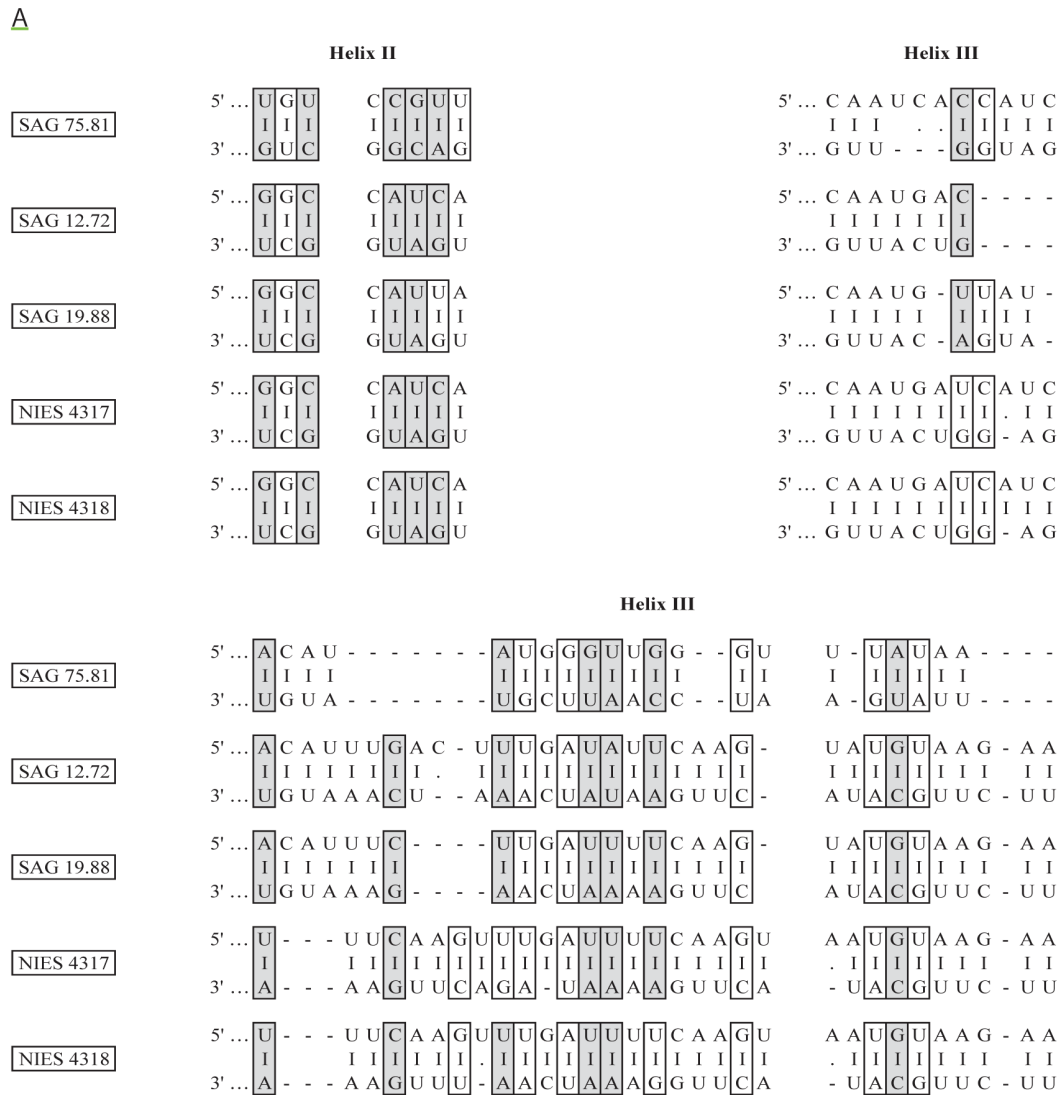 A
Helix II Helix III
5' ... U G U C C G U U 5' ... C A A U C A C C A U C
SAG 75.81 I I I I I I I I I I I . . I I I I I
3' ... G U C G G C A G 3' ... G U U - - - G G U A G
5' ... G G C C A U C A 5' ... C A A U G A C - - - -
SAG 12.72 I I I I I I I I I I I I I I I
3' ... U C G G U A G U 3' ... G U U A C U G - - - -
5' ... G G C C A U U A 5' ... C A A U G - U U A U -
SAG 19.88 I I I I I I I I I I I I I I I I I
3' ... U C G G U A G U 3' ... G U U A C - A G U A -
5' ... G G C C A U C A 5' ... C A A U G A U C A U C
NIES 4317 I I I I I I I I I I I I I I I I . I I
3' ... U C G G U A G U 3' ... G U U A C U G G - A G
5' ... G G C C A U C A 5' ... C A A U G A U C A U C
NIES 4318 I I I I I I I I I I I I I I I I I I I
3' ... U C G G U A G U 3' ... G U U A C U G G - A G
Helix III
5' ... A C A U - - - - - - - A U G G G U U G G - - G U U - U A U A A - - - -
SAG 75.81 I I I I I I I I I I I I I I I I I I I I I
3' ... U G U A - - - - - - - U G C U U A A C C - - U A A - G U A U U - - - -
5' ... A C A U U U G A C - U U U G A U A U U C A A G - U A U G U A A G - A A
SAG 12.72 I I I I I I I I . I I I I I I I I I I I I I I I I I I I I I I I
3' ... U G U A A A C U - - A A A C U A U A A G U U C - A U A C G U U C - U U
5' ... A C A U U U C - - - - U U G A U U U U C A A G - U A U G U A A G - A A
SAG 19.88 I I I I I I I I I I I I I I I I I I I I I I I I I I I I I
3' ... U G U A A A G - - - - A A C U A A A A G U U C A U A C G U U C - U U
5' ... U - - - U U C A A G U U U G A U U U U C A A G U A A U G U A A G - A A
NIES 4317 I I I I I I I I I I I I I I I I I I I I I . I I I I I I I I I
3' ... A - - - A A G U U C A G A - U A A A A G U U C A - U A C G U U C - U U
5' ... U - - - U U C A A G U U U G A U U U U C A A G U A A U G U A A G - A A
NIES 4318 I I I I I I . I I I I I I I I I I I I I . I I I I I I I I I
3' ... A - - - A A G U U U - A A C U A A A G G U U C A - U A C G U U C - U U